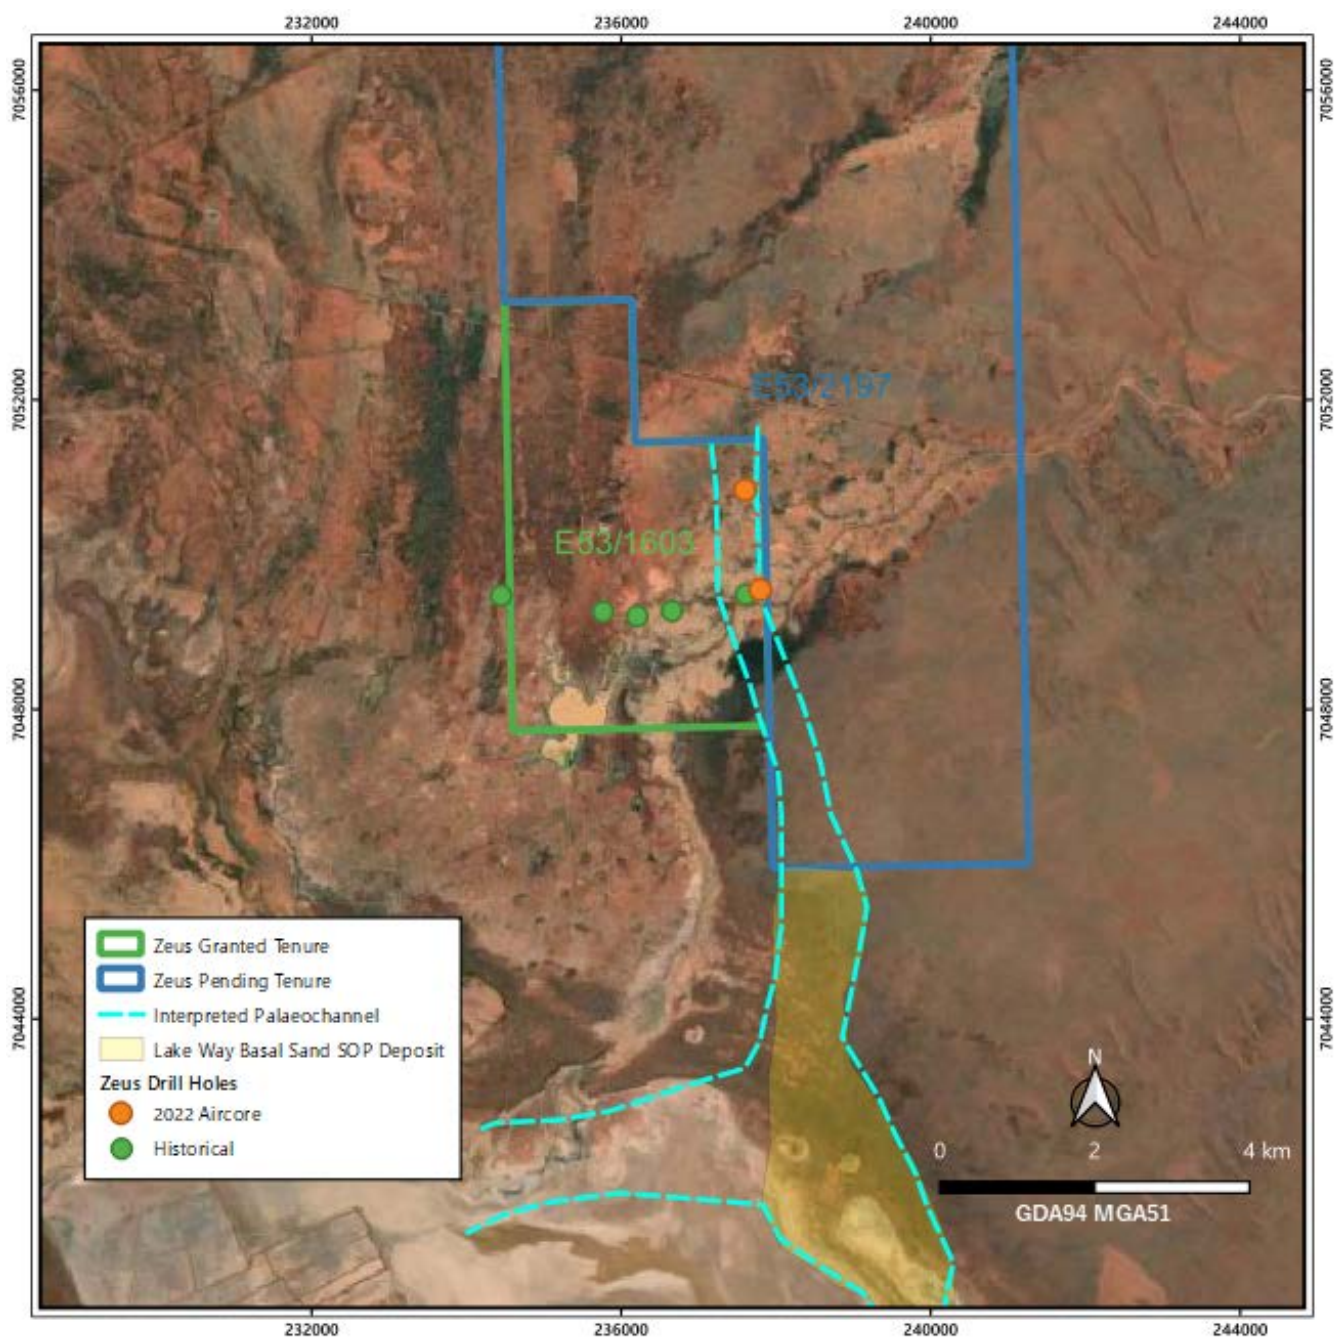 232000 236000 240000 244000
7056000 7056000
E53/2197
7052000 7052000
E53/1603
7048000 7048000
Zeus Granted Tenure
Zeus Pending Tenure
Interpreted Palaeochannel
Lake Way Basal Sand SOP Deposit
Zeus Drill Holes
2022 Aircore
Historical
7044000 7044000
N
0 2 4 km
GDA94 MGA51
232000 236000 240000 244000